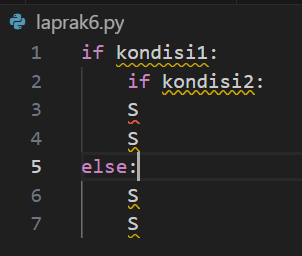 laprak6.py
1 if kondisi1:
2     if kondisi2:
3     S
4     S
5 else:
6     S
7     S